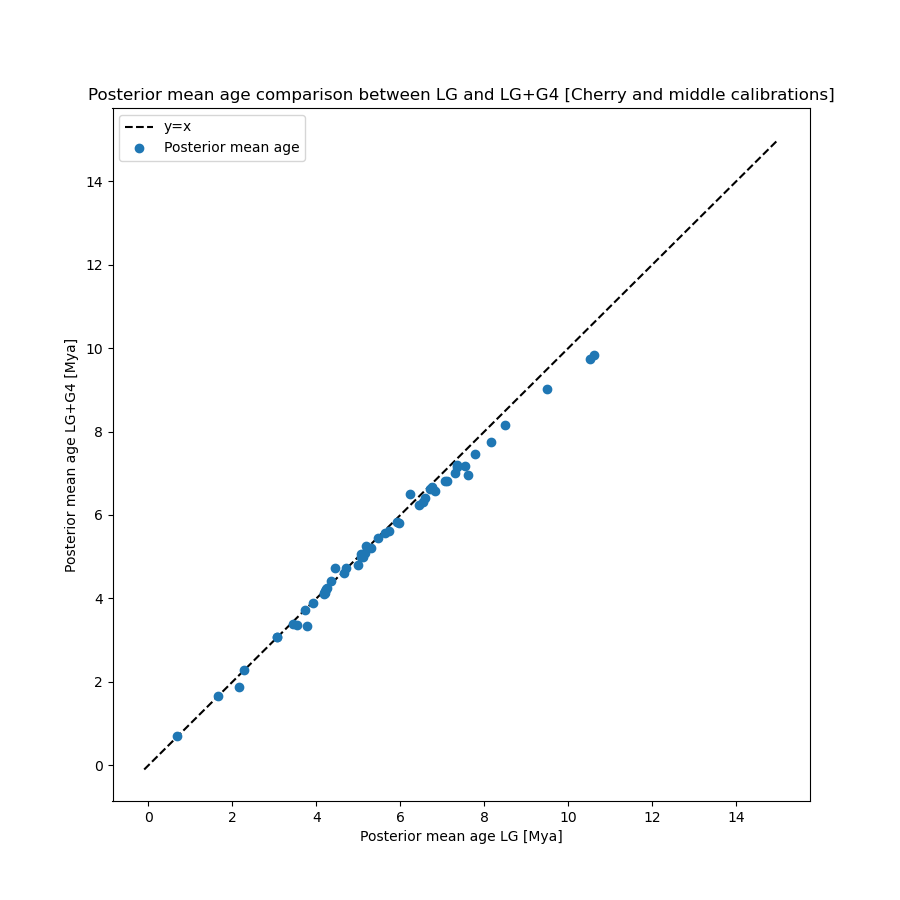 Posterior mean age comparison between LG and LG+G4 [Cherry and middle calibrations]
y=x
Posterior mean age
14
12
10
8
6
4
2
0
Posterior mean age LG+G4 [Mya]
0 2 4 6 8 10 12 14
Posterior mean age LG [Mya]